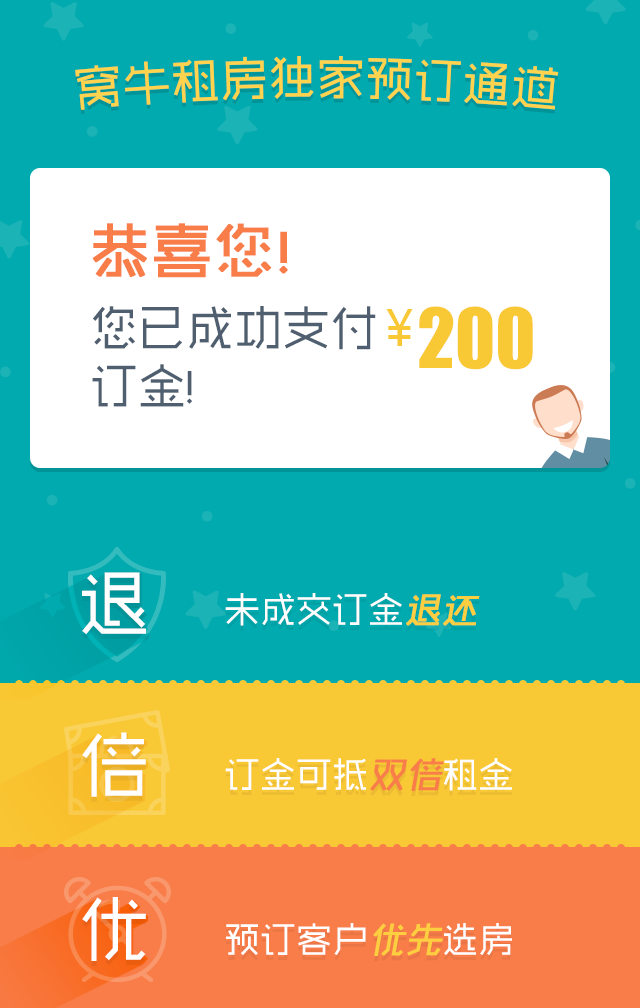 窝牛租房独家预订通道
恭喜您!
您已成功支付¥200
订金!
退
未成交订金退还
倍
订金可抵双倍租金
优
预订客户优先选房